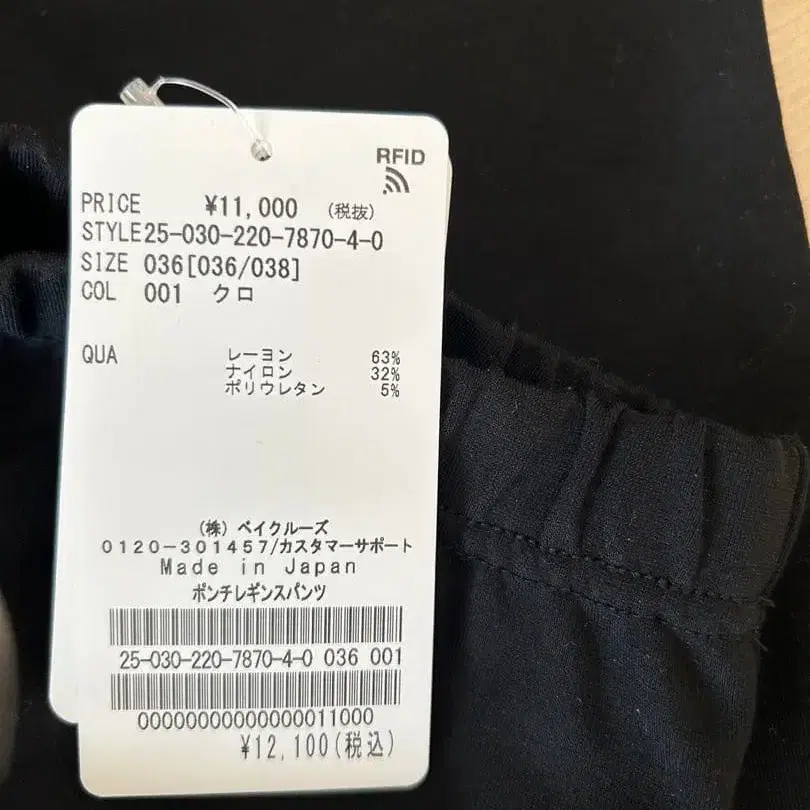 RFID
PRICE ¥11,000 (税抜)
STYLE25-030-220-7870-4-0
SIZE 036[036/038]
COL 001 クロ
QUA レーヨン 63%
ナイロン 32%
ポリウレタン 5%
(株) ベイクルーズ
0120-301457/カスタマーサポート
Made in Japan
ポンチレギンスパンツ
25-030-220-7870-4-0 036 001
00000000000000011000
¥12,100(税込)